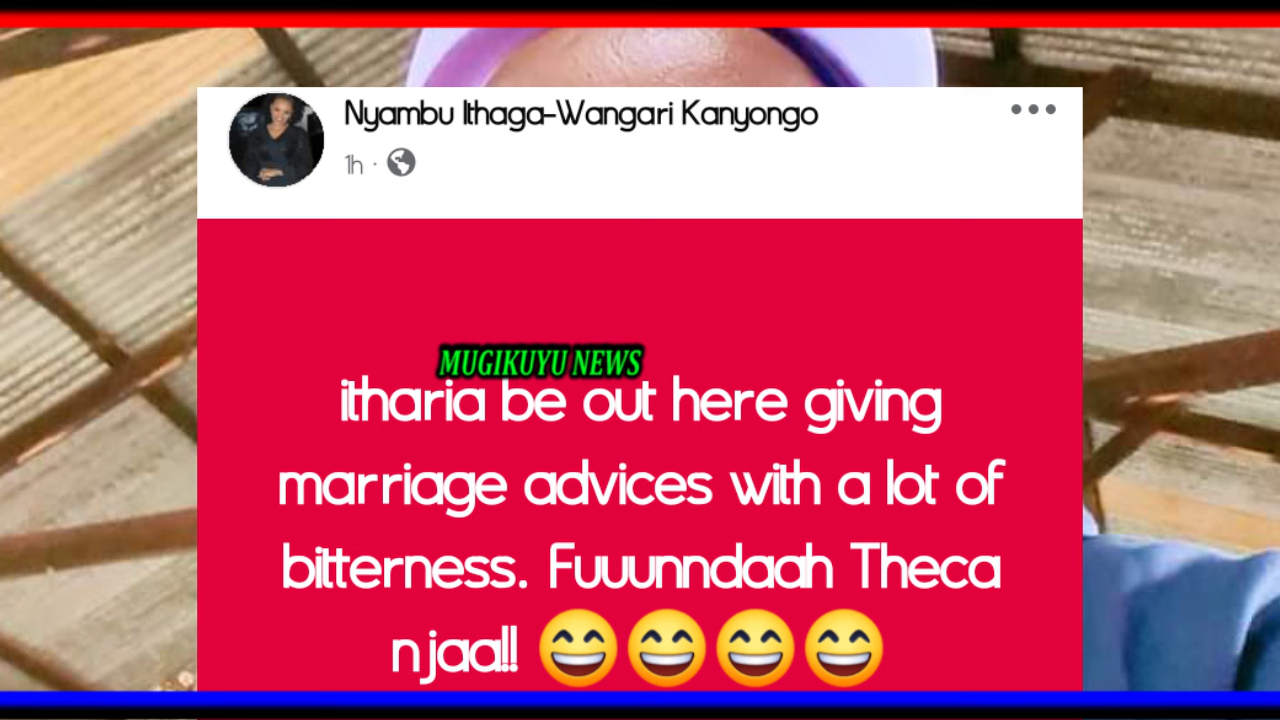 Nyambu Ithaga-Wangari Kanyongo
1h ·
MUGIKUYU NEWS
itharia be out here giving
marriage advices with a lot of
bitterness. Fuuunndaah Theca
njaa!! 😄😄😄😄